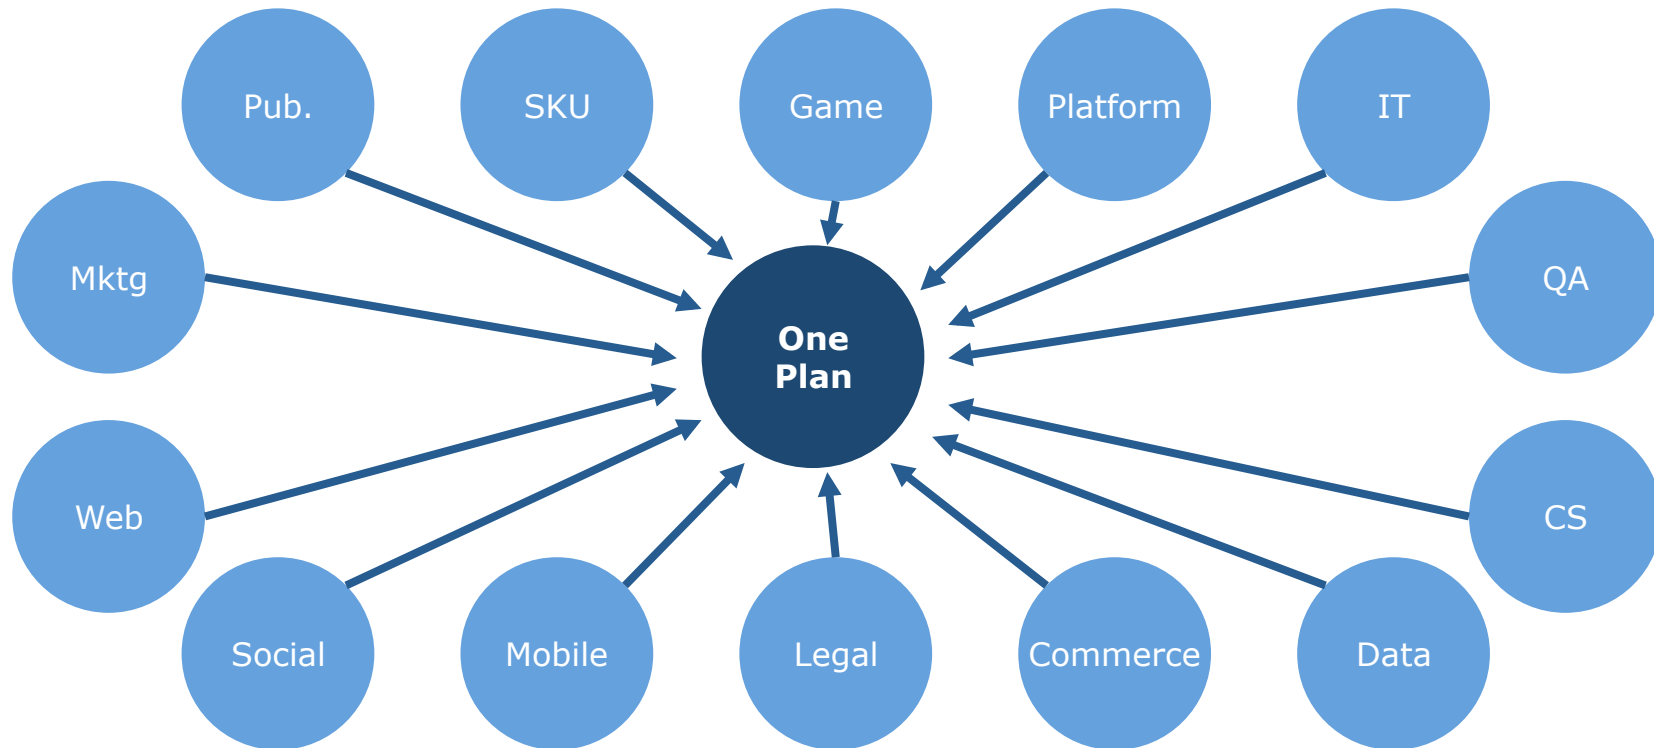 Pub.
SKU
Game
Platform
IT
Mktg
QA
One
Plan
Web
CS
Social
Mobile
Legal
Commerce
Data